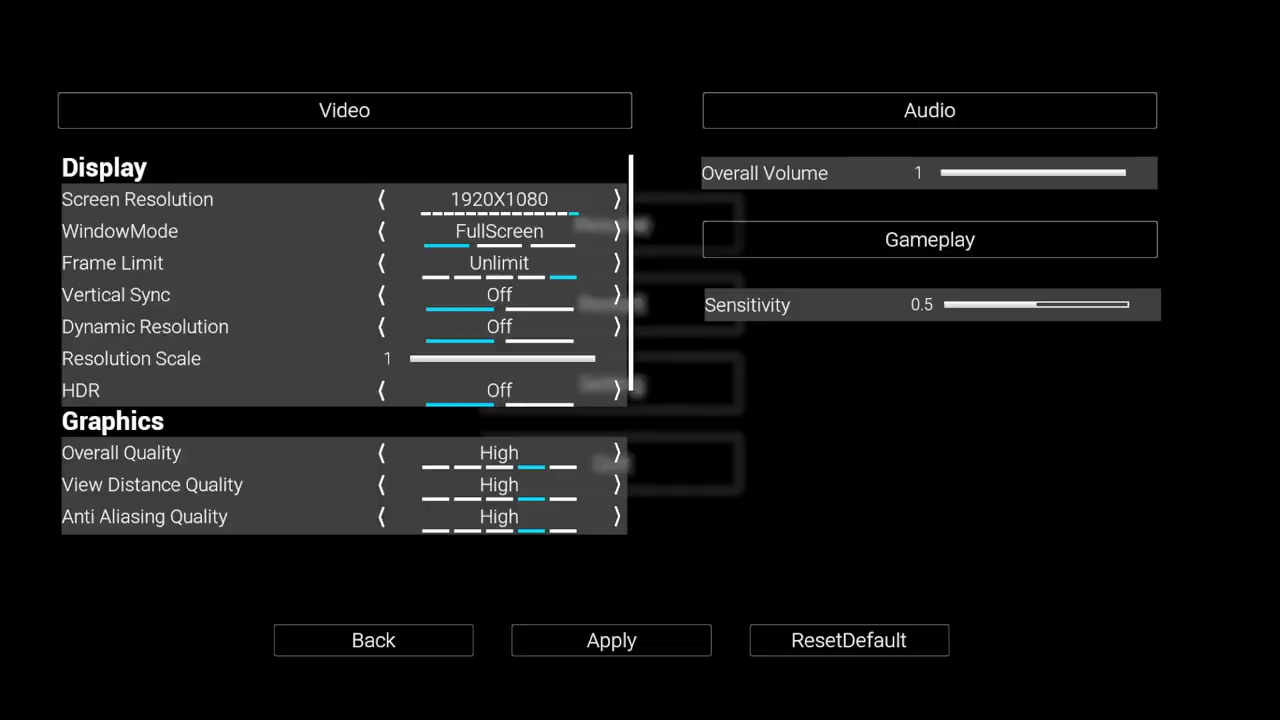 Video
Display
Screen Resolution 1920X1080
WindowMode FullScreen
Frame Limit Unlimit
Vertical Sync Off
Dynamic Resolution Off
Resolution Scale 1
HDR Off
Graphics
Overall Quality High
View Distance Quality High
Anti Aliasing Quality High
Audio
Overall Volume 1
Gameplay
Sensitivity 0.5
Back
Apply
ResetDefault